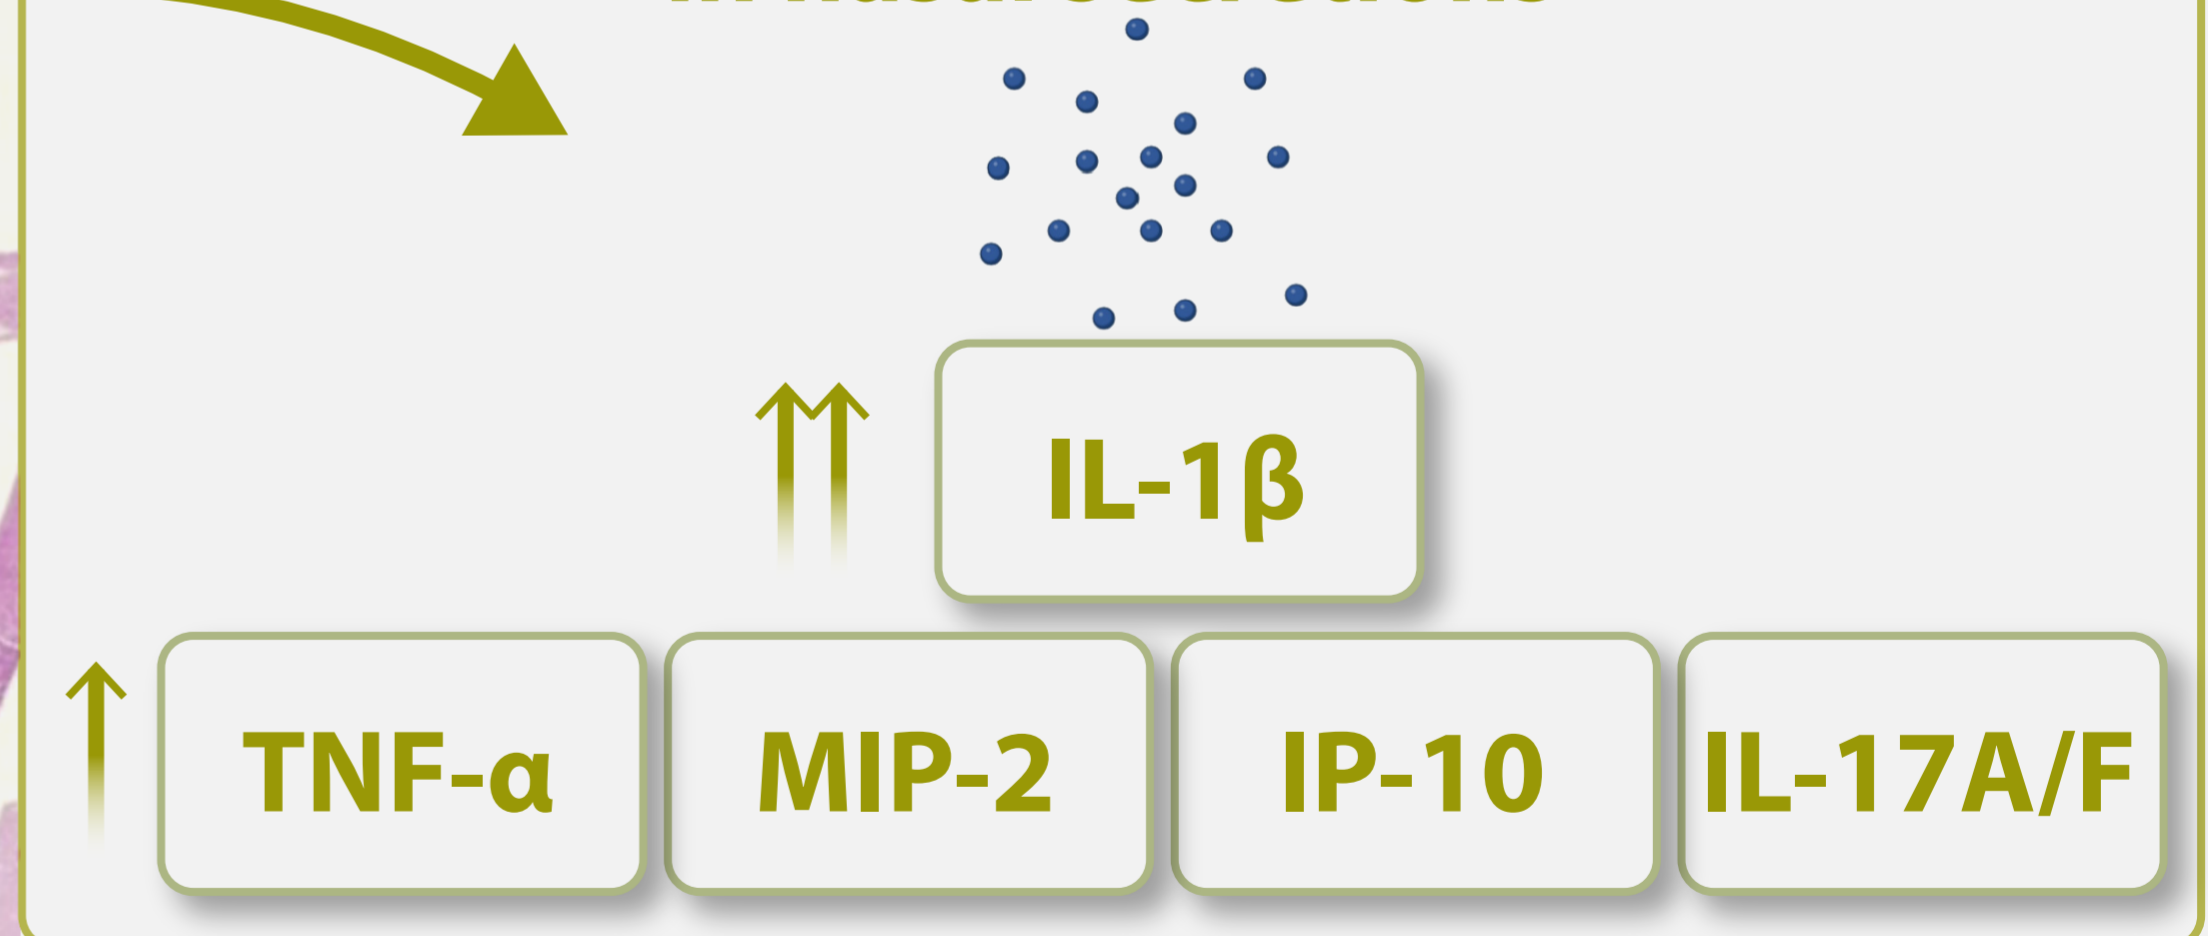 IL-1β
TNF-α MIP-2 IP-10 IL-17A/F